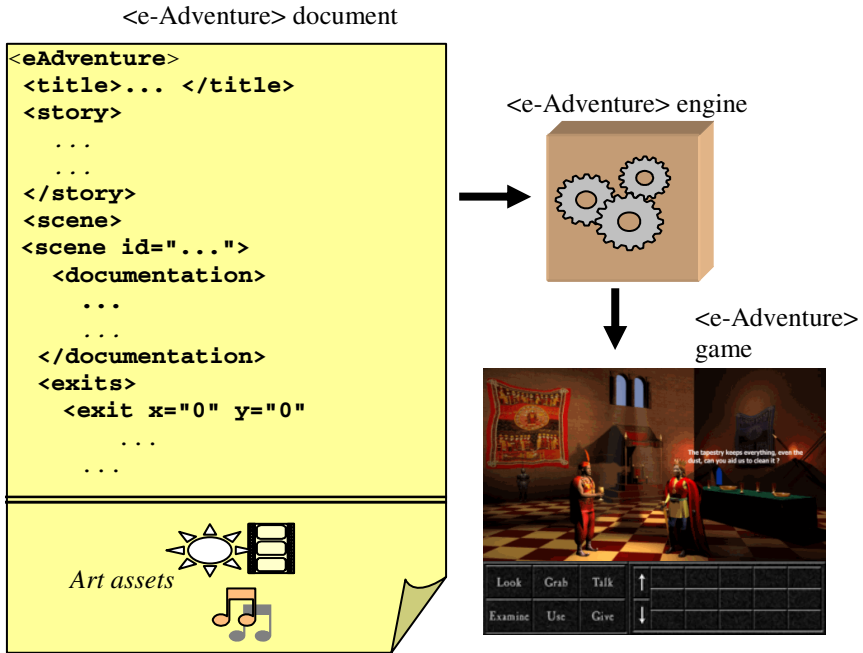 <e-Adventure> document
<eAdventure>
<title>... </title>
<story>
...
...
</story>
<scene>
<scene id="...">
<documentation>
...
...
</documentation>
<exits>
<exit x="0" y="0"
...
...
Art assets
<e-Adventure> engine
<e-Adventure>
game
The tapestry keeps everything, even the
dust, can you aid us to clean it ?
Look Grab Talk
Examine Use Give